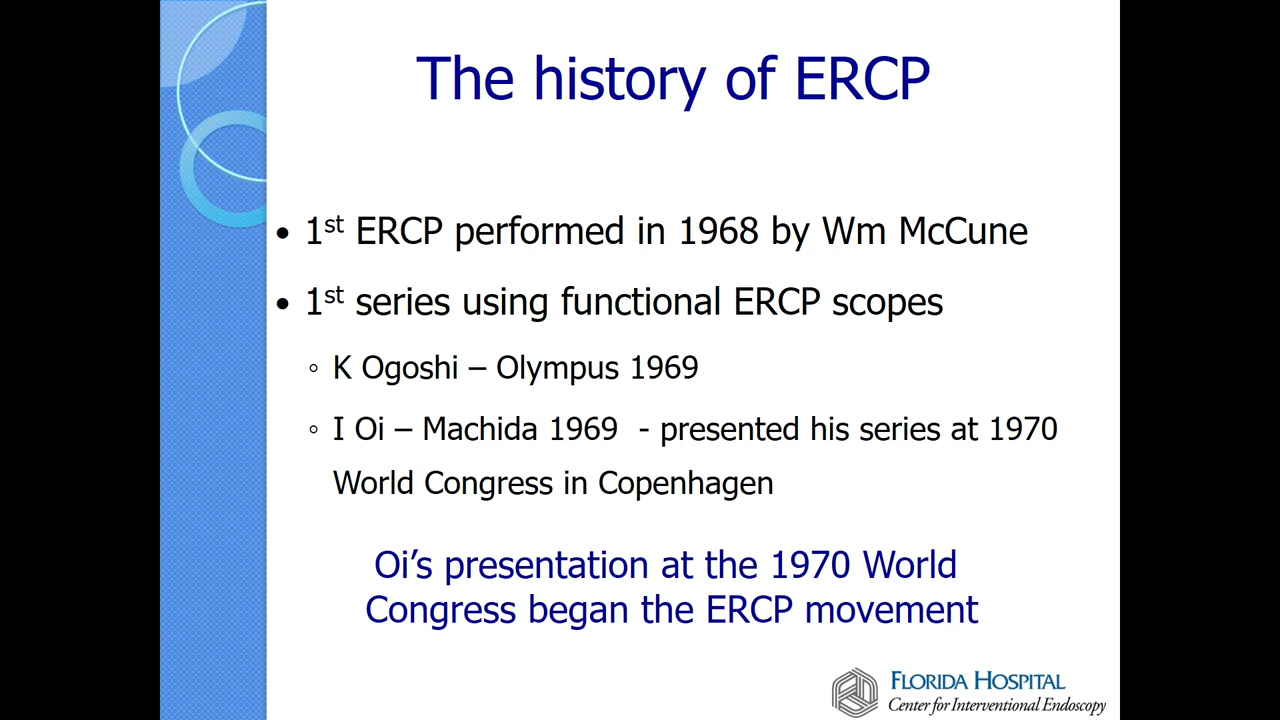 The history of ERCP
• 1st ERCP performed in 1968 by Wm McCune
• 1st series using functional ERCP scopes
◦ K Ogoshi – Olympus 1969
◦ I Oi – Machida 1969 - presented his series at 1970
World Congress in Copenhagen
Oi’s presentation at the 1970 World
Congress began the ERCP movement
FLORIDA HOSPITAL
Center for Interventional Endoscopy